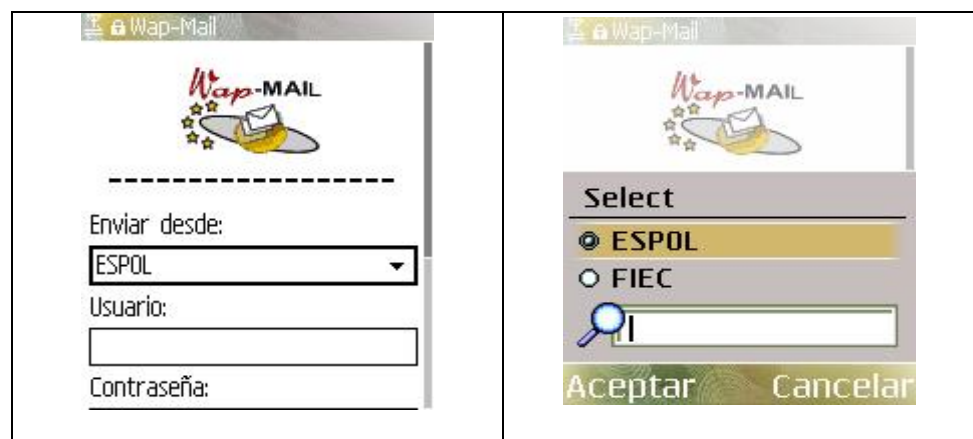 Wap-Mail
Wap-MAIL
Enviar desde:
ESPOL
Usuario:
Contraseña:
Wap-Mail
Wap-MAIL
Select
ESPOL
FIEC
Aceptar Cancelar